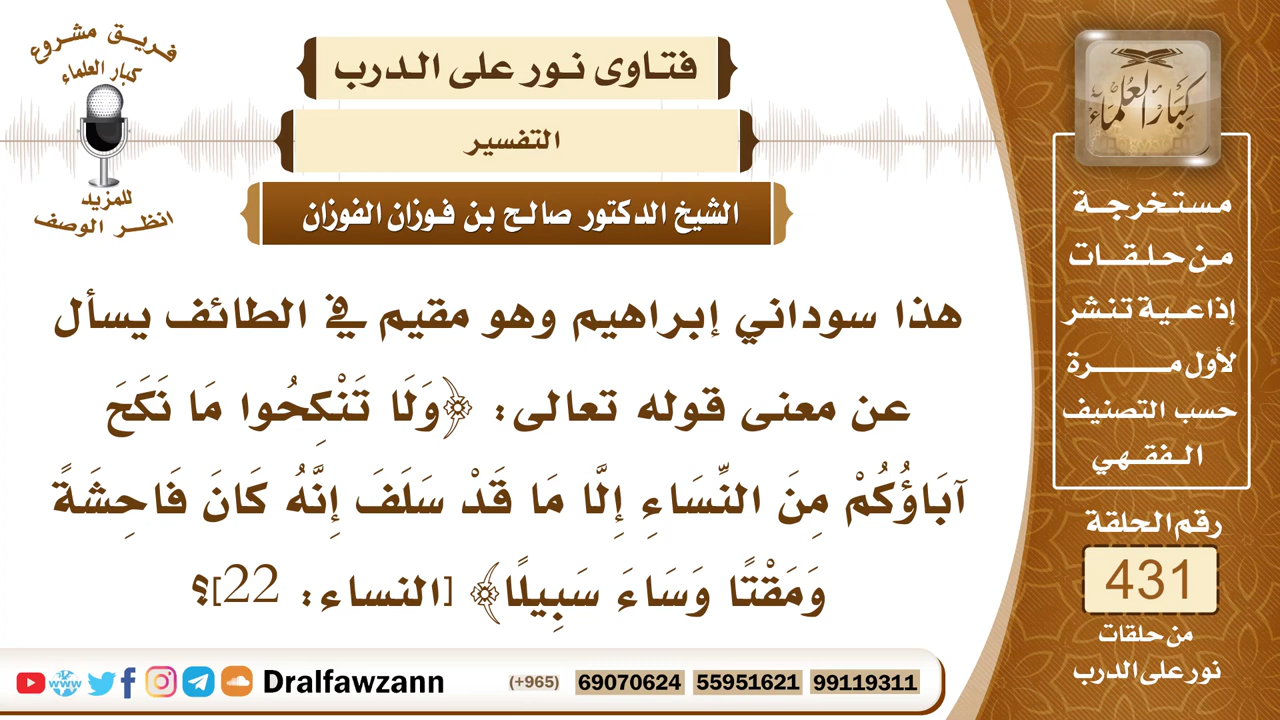 فريق مشروع
كبار العلماء
للمزيد
انظر الوصف
فتاوى نور على الدرب
التفسير
الشيخ الدكتور صالح بن فوزان الفوزان
هذا سوداني إبراهيم وهو مقيم في الطائف يسأل
عن معنى قوله تعالى: ﴿وَلَا تَنْكِحُوا مَا نَكَحَ
آبَاؤُكُمْ مِنَ النِّسَاءِ إِلَّا مَا قَدْ سَلَفَ إِنَّهُ كَانَ فَاحِشَةً
وَمَقْتًا وَسَاءَ سَبِيلًا﴾ [النساء: 22]؟
كبار العلماء
مستخرجة
من حلقات
إذاعية تنشر
لأول مرة
حسب التصنيف
الفقهي
رقم الحلقة
431
من حلقات
نور على الدرب
www
Dralfawzann
(+965) 69070624 55951621 99119311